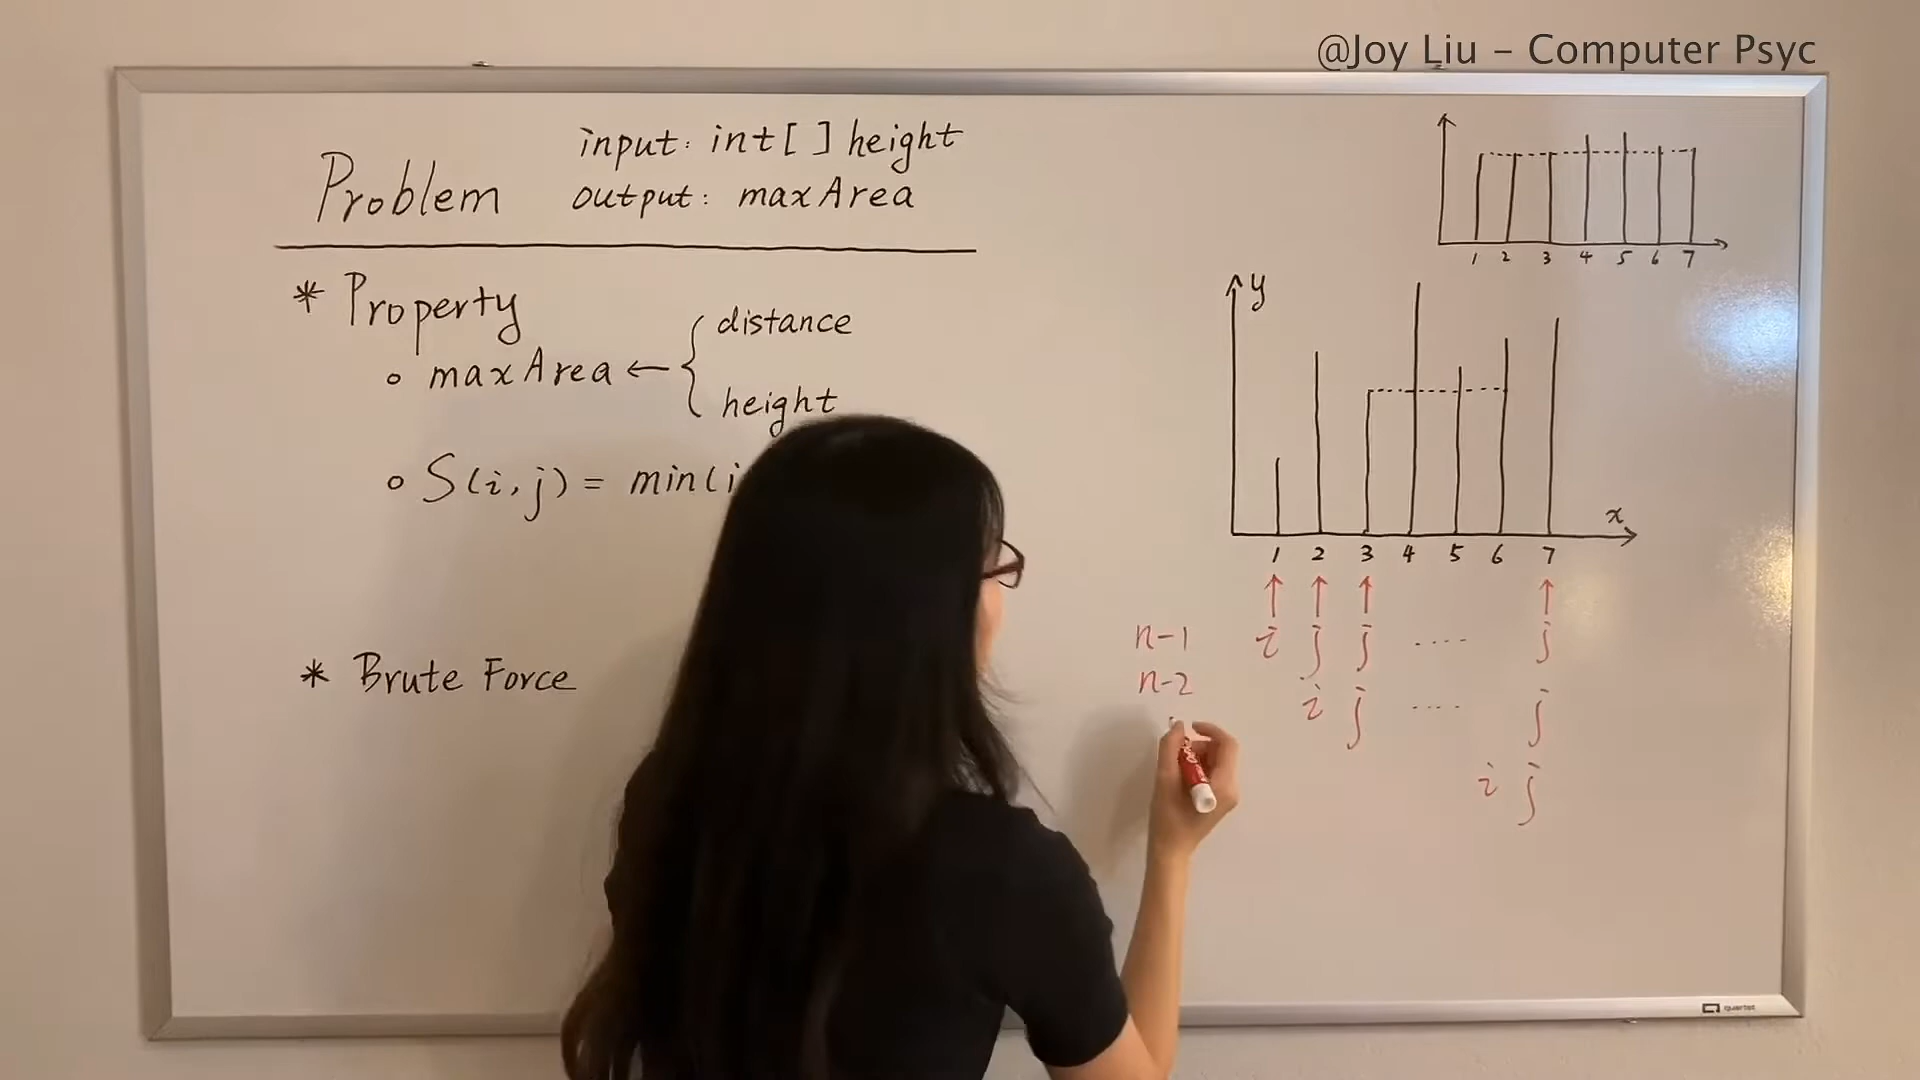 @Joy Liu – Computer Psyc
Problem
input: int[ ] height
output: maxArea
* Property
o maxArea ← { distance
height
o S(i,j) = min(i
* Brute Force
1 2 3 4 5 6 7
y
x
1 2 3 4 5 6 7
n-1 i j j .... j
n-2 i j .... j
i j
quartet